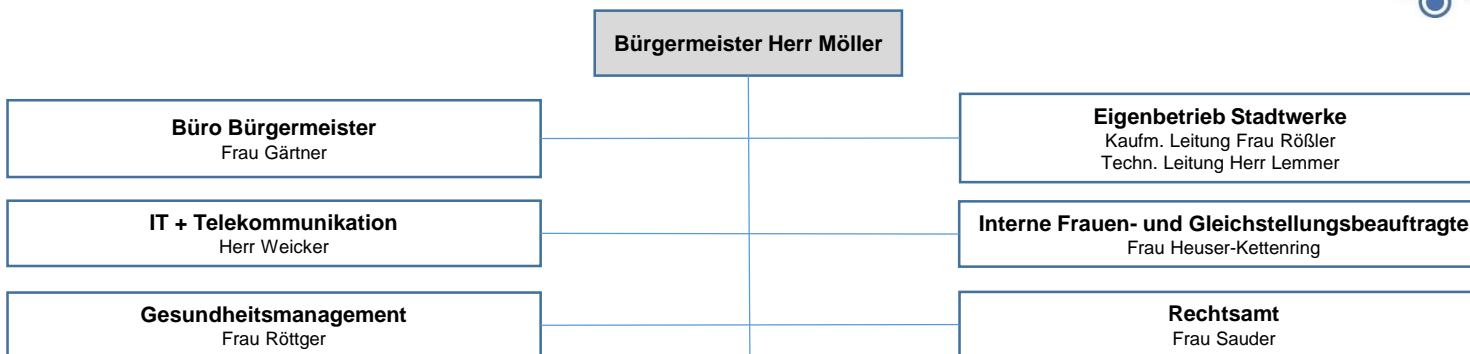 Bürgermeister Herr Möller
Büro Bürgermeister
Frau Gärtner
Eigenbetrieb Stadtwerke
Kaufm. Leitung Frau Rößler
Techn. Leitung Herr Lemmer
IT + Telekommunikation
Herr Weicker
Interne Frauen- und Gleichstellungsbeauftragte
Frau Heuser-Kettenring
Gesundheitsmanagement
Frau Röttger
Rechtsamt
Frau Sauder